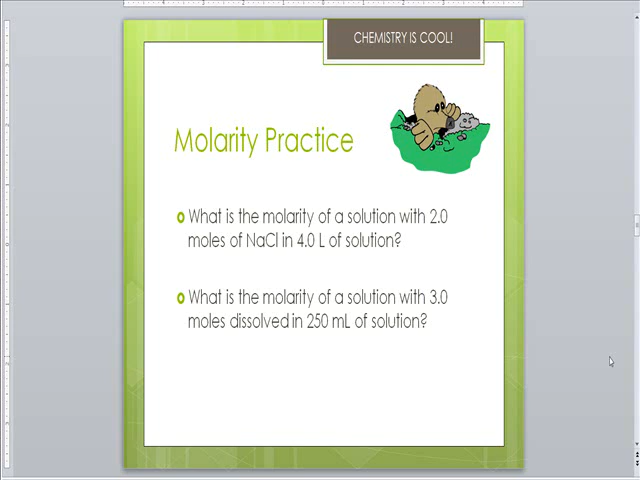 CHEMISTRY IS COOL!
Molarity Practice
What is the molarity of a solution with 2.0
moles of NaCl in 4.0 L of solution?
What is the molarity of a solution with 3.0
moles dissolved in 250 mL of solution?